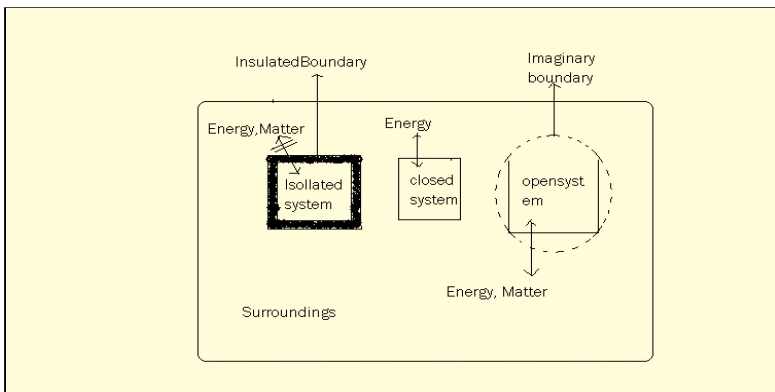 InsulatedBoundary
Imaginary
boundary
Energy,Matter
Energy
Isollated
system
closed
system
opensyst
em
Energy, Matter
Surroundings